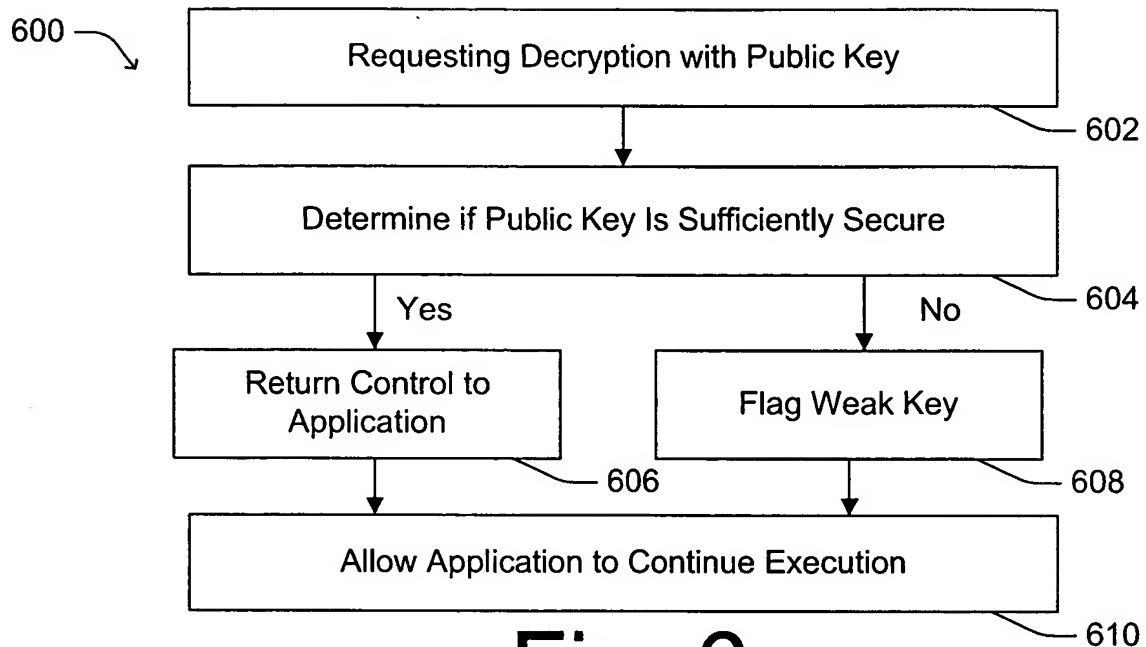 600
Requesting Decryption with Public Key
602
Determine if Public Key Is Sufficiently Secure
604
Yes
No
Return Control to
Application
606
Flag Weak Key
608
Allow Application to Continue Execution
610